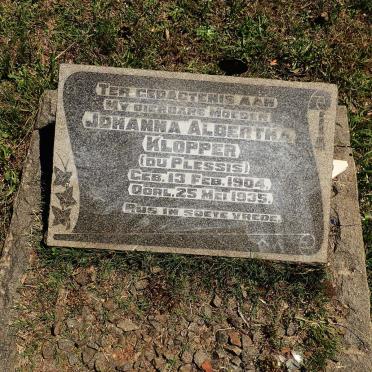 TER GEDAGTENIS AAN
MY DIERBARE MOEDER
JOHANNA ALBERTHA
KLOPPER
(DU PLESSIS)
GEB. 13 FEB. 1904.
OORL. 25 MEI 1935.
RUS IN SOETE VREDE.